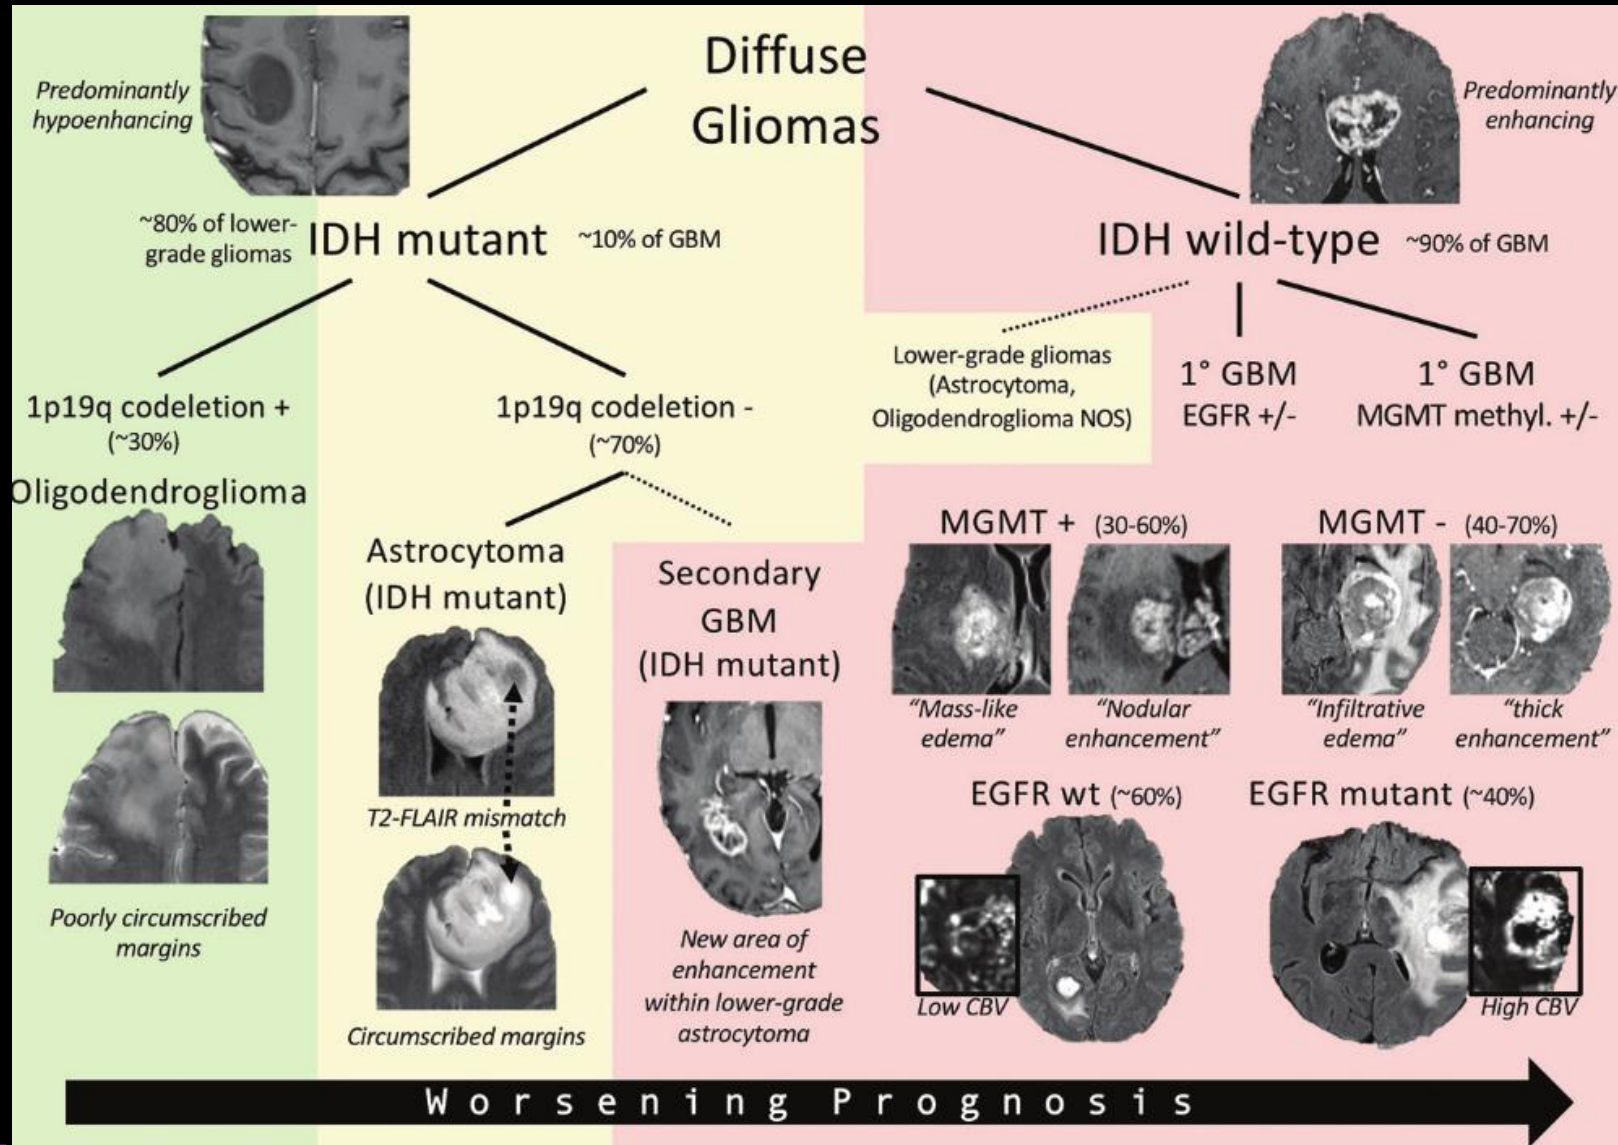 Diffuse
Gliomas
Predominantly
hypoenhancing
Predominantly
enhancing
~80% of lower-
grade gliomas
IDH mutant
~10% of GBM
IDH wild-type
~90% of GBM
1p19q codeletion +
(~30%)
Oligodendroglioma
1p19q codeletion -
(~70%)
Lower-grade gliomas
(Astrocytoma,
Oligodendroglioma NOS)
1° GBM
EGFR +/-
1° GBM
MGMT methyl. +/-
Astrocytoma
(IDH mutant)
Secondary
GBM
(IDH mutant)
MGMT + (30-60%)
MGMT - (40-70%)
"Mass-like
edema"
"Nodular
enhancement"
"Infiltrative
edema"
"thick
enhancement"
T2-FLAIR mismatch
EGFR wt (~60%)
EGFR mutant (~40%)
Poorly circumscribed
margins
New area of
enhancement
within lower-grade
astrocytoma
Low CBV
High CBV
Circumscribed margins
Worsening Prognosis